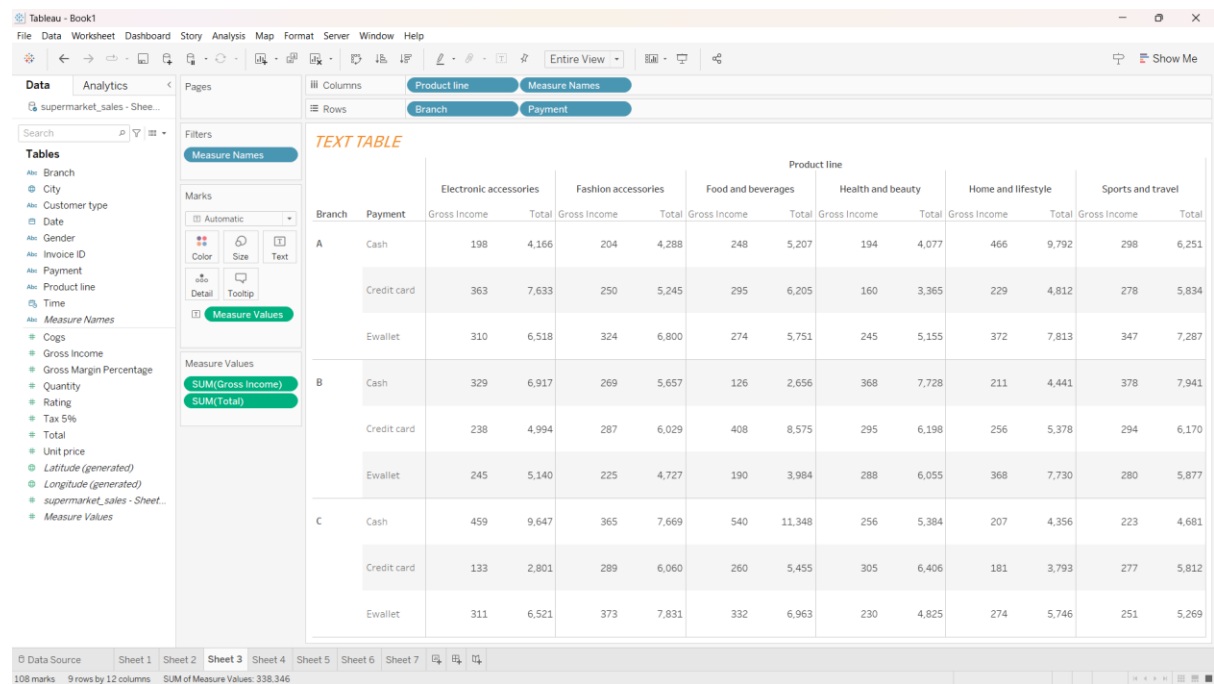 Tableau - Book1
File Data Worksheet Dashboard Story Analysis Map Format Server Window Help
Entire View
Show Me
Data Analytics
supermarket_sales - Shee...
Search
Tables
Abc Branch
City
Abc Customer type
Date
Abc Gender
Abc Invoice ID
Abc Payment
Abc Product line
Time
Abc Measure Names
# Cogs
# Gross Income
# Gross Margin Percentage
# Quantity
# Rating
# Tax 5%
# Total
# Unit price
Latitude (generated)
Longitude (generated)
# supermarket_sales - Sheet...
# Measure Values
Pages
Filters
Measure Names
Marks
Automatic
Color Size Text
Detail Tooltip
Measure Values
Measure Values
SUM(Gross Income)
SUM(Total)
Columns Product line Measure Names
Rows Branch Payment
TEXT TABLE
Product line
Electronic accessories Fashion accessories Food and beverages Health and beauty Home and lifestyle Sports and travel
Branch Payment Gross Income Total Gross Income Total Gross Income Total Gross Income Total Gross Income Total Gross Income Total
A Cash 198 4,166 204 4,288 248 5,207 194 4,077 466 9,792 298 6,251
Credit card 363 7,633 250 5,245 295 6,205 160 3,365 229 4,812 278 5,834
Ewallet 310 6,518 324 6,800 274 5,751 245 5,155 372 7,813 347 7,287
B Cash 329 6,917 269 5,657 126 2,656 368 7,728 211 4,441 378 7,941
Credit card 238 4,994 287 6,029 408 8,575 295 6,198 256 5,378 294 6,170
Ewallet 245 5,140 225 4,727 190 3,984 288 6,055 368 7,730 280 5,877
C Cash 459 9,647 365 7,669 540 11,348 256 5,384 207 4,356 223 4,681
Credit card 133 2,801 289 6,060 260 5,455 305 6,406 181 3,793 277 5,812
Ewallet 311 6,521 373 7,831 332 6,963 230 4,825 274 5,746 251 5,269
Data Source Sheet 1 Sheet 2 Sheet 3 Sheet 4 Sheet 5 Sheet 6 Sheet 7
108 marks 9 rows by 12 columns SUM of Measure Values: 338,346